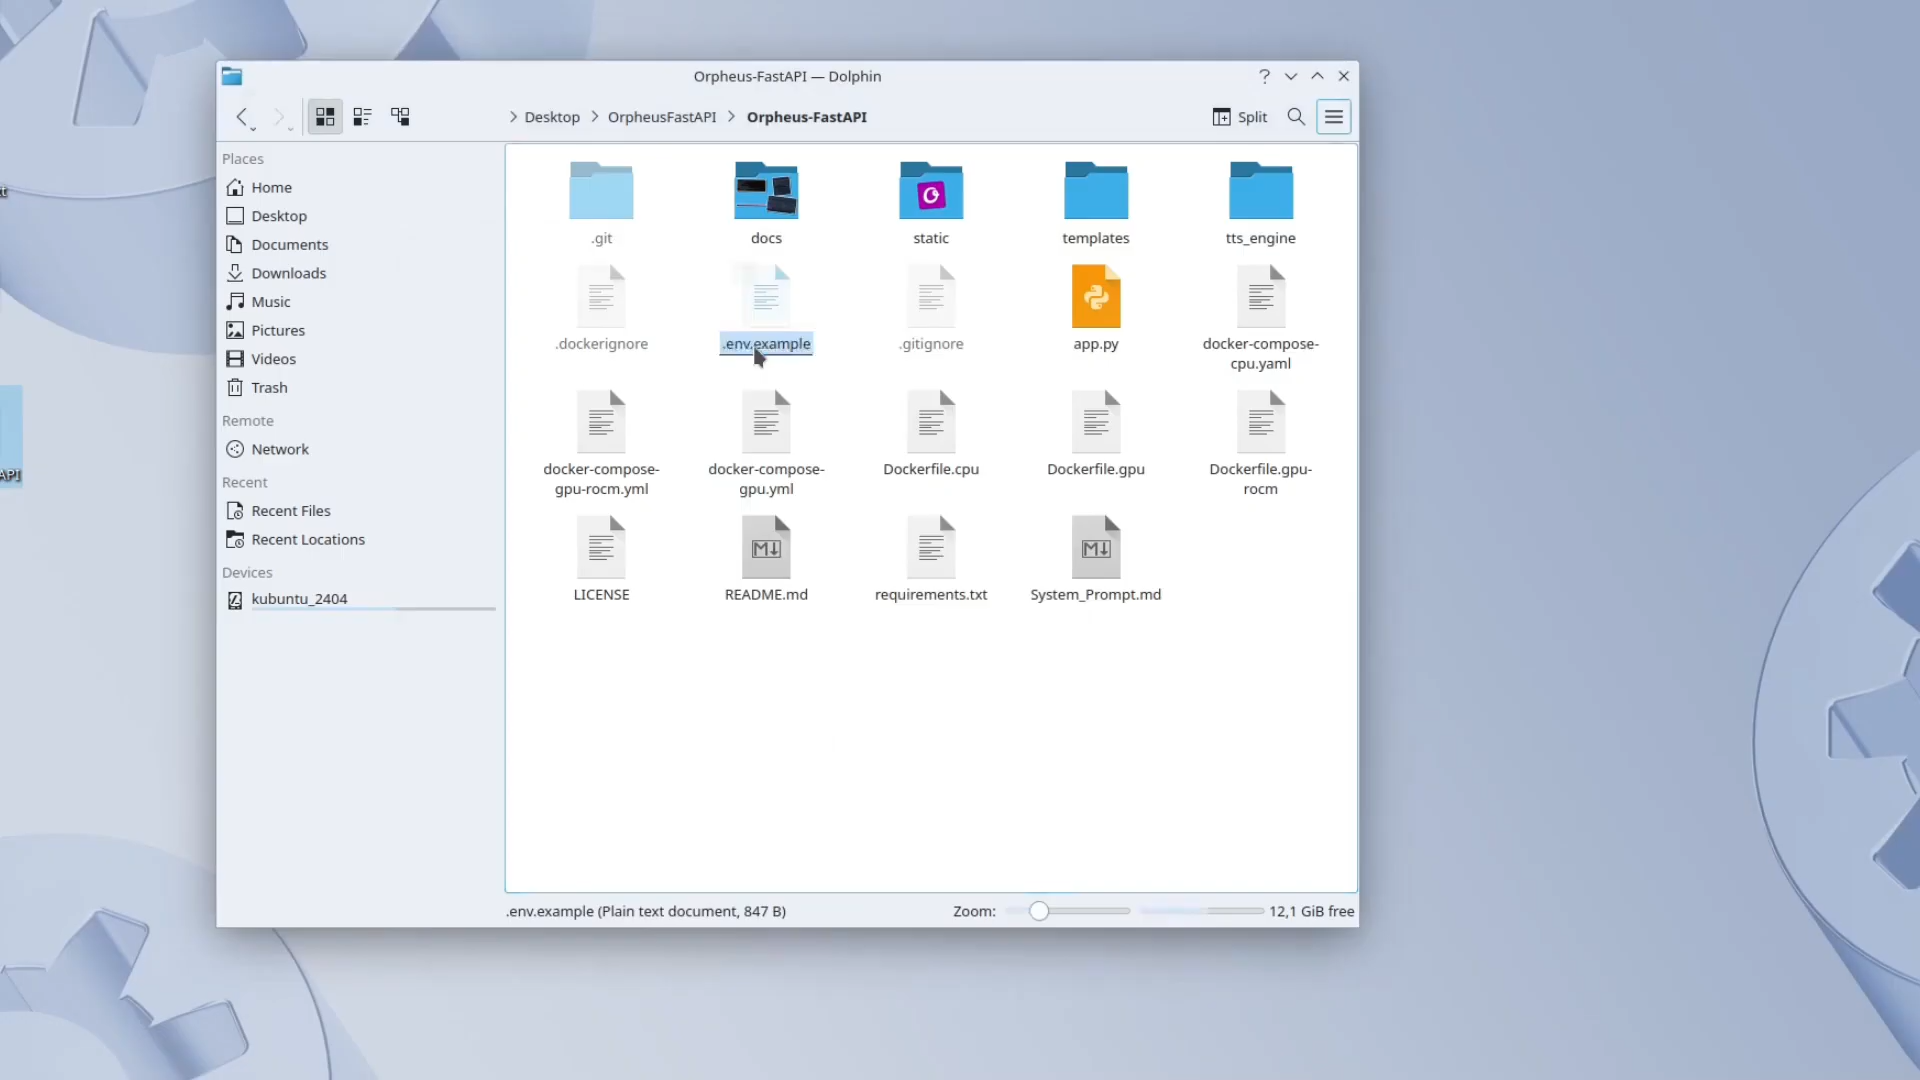 Orpheus-FastAPI — Dolphin
Desktop
OrpheusFastAPI
Orpheus-FastAPI
Split
Places
Home
Desktop
Documents
Downloads
Music
Pictures
Videos
Trash
Remote
Network
Recent
Recent Files
Recent Locations
Devices
kubuntu_2404
.git
docs
static
templates
tts_engine
.dockerignore
.env.example
.gitignore
app.py
docker-compose-
cpu.yaml
docker-compose-
gpu-rocm.yml
docker-compose-
gpu.yml
Dockerfile.cpu
Dockerfile.gpu
Dockerfile.gpu-
rocm
LICENSE
README.md
requirements.txt
System_Prompt.md
.env.example (Plain text document, 847 B)
Zoom:
12,1 GiB free
API